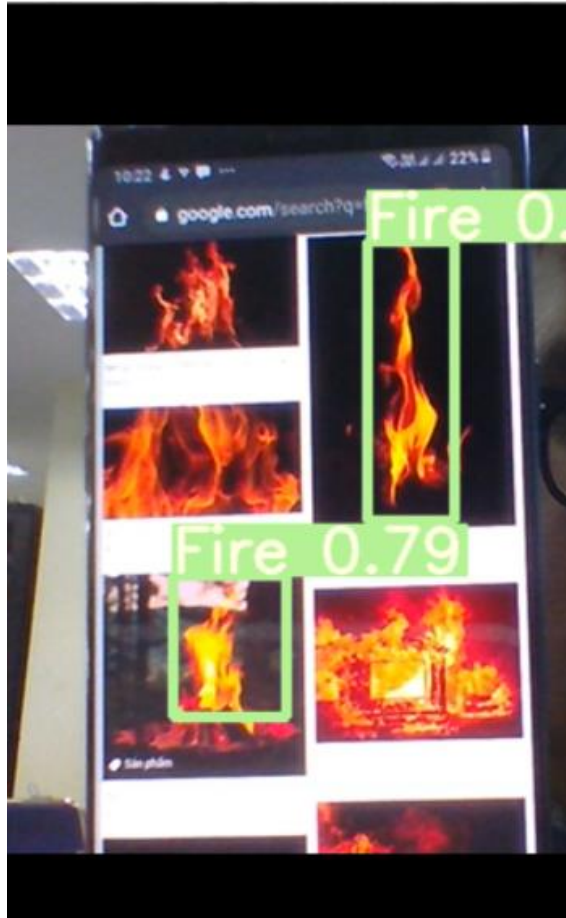 10:22
22%
google.com/search?q=
Fire 0.
Fire 0.79
Sản phẩm